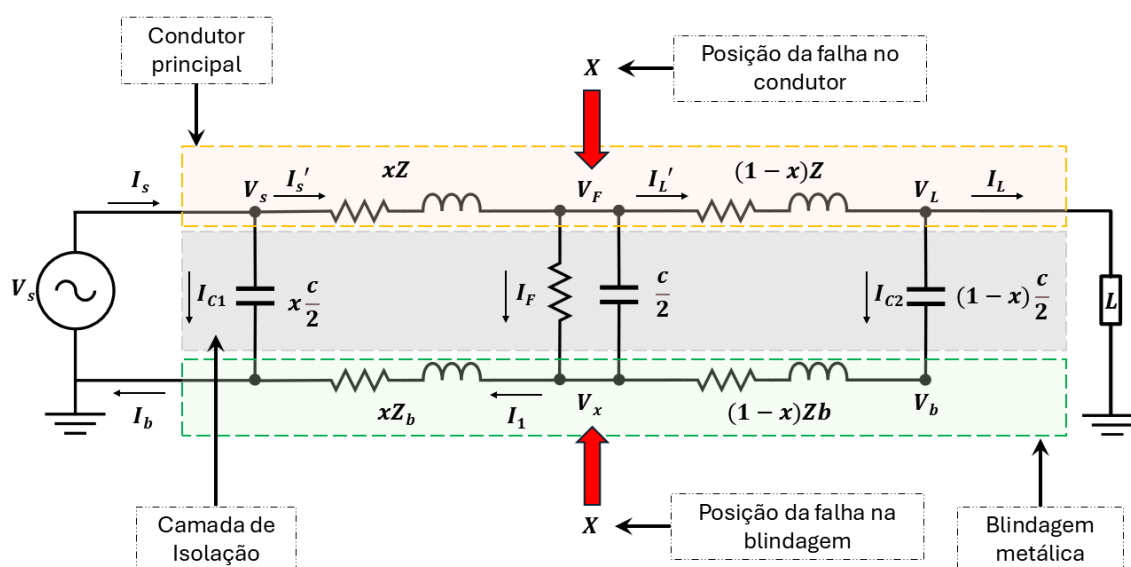 Condutor
principal
Posição da falha no
condutor
X
I_s
V_s
I_s'
xZ
V_F
I_L'
(1 − x)Z
V_L
I_L
V_s
I_C1
x c/2
I_F
c/2
I_C2
(1 − x) c/2
L
I_b
xZ_b
I_1
V_x
(1 − x)Zb
V_b
X
Camada de
Isolação
Posição da falha na
blindagem
Blindagem
metálica